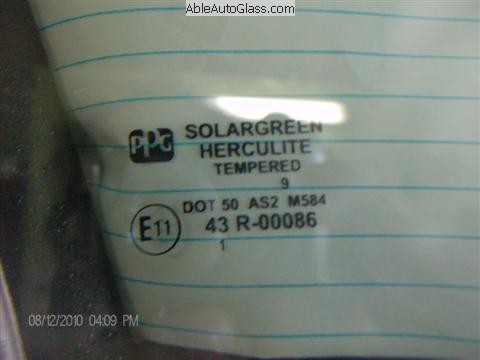 AbleAutoGlass.com
PPG
SOLARGREEN
HERCULITE
TEMPERED
9
DOT 50 AS2 M584
E11
43 R-00086
1
08/12/2010 04:09 PM